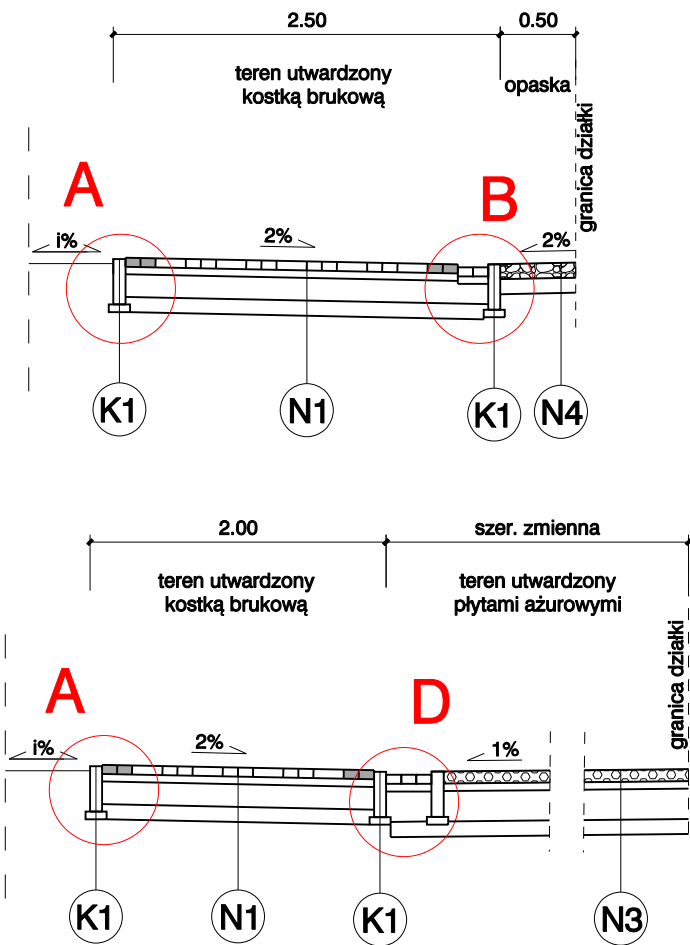 2.50
0.50
teren utwardzony
kostką brukową
opaska
granica działki
A
B
i%
2%
2%
K1
N1
K1
N4
2.00
szer. zmienna
teren utwardzony
kostką brukową
teren utwardzony
płytami ażurowymi
granica działki
A
D
i%
2%
1%
K1
N1
K1
N3